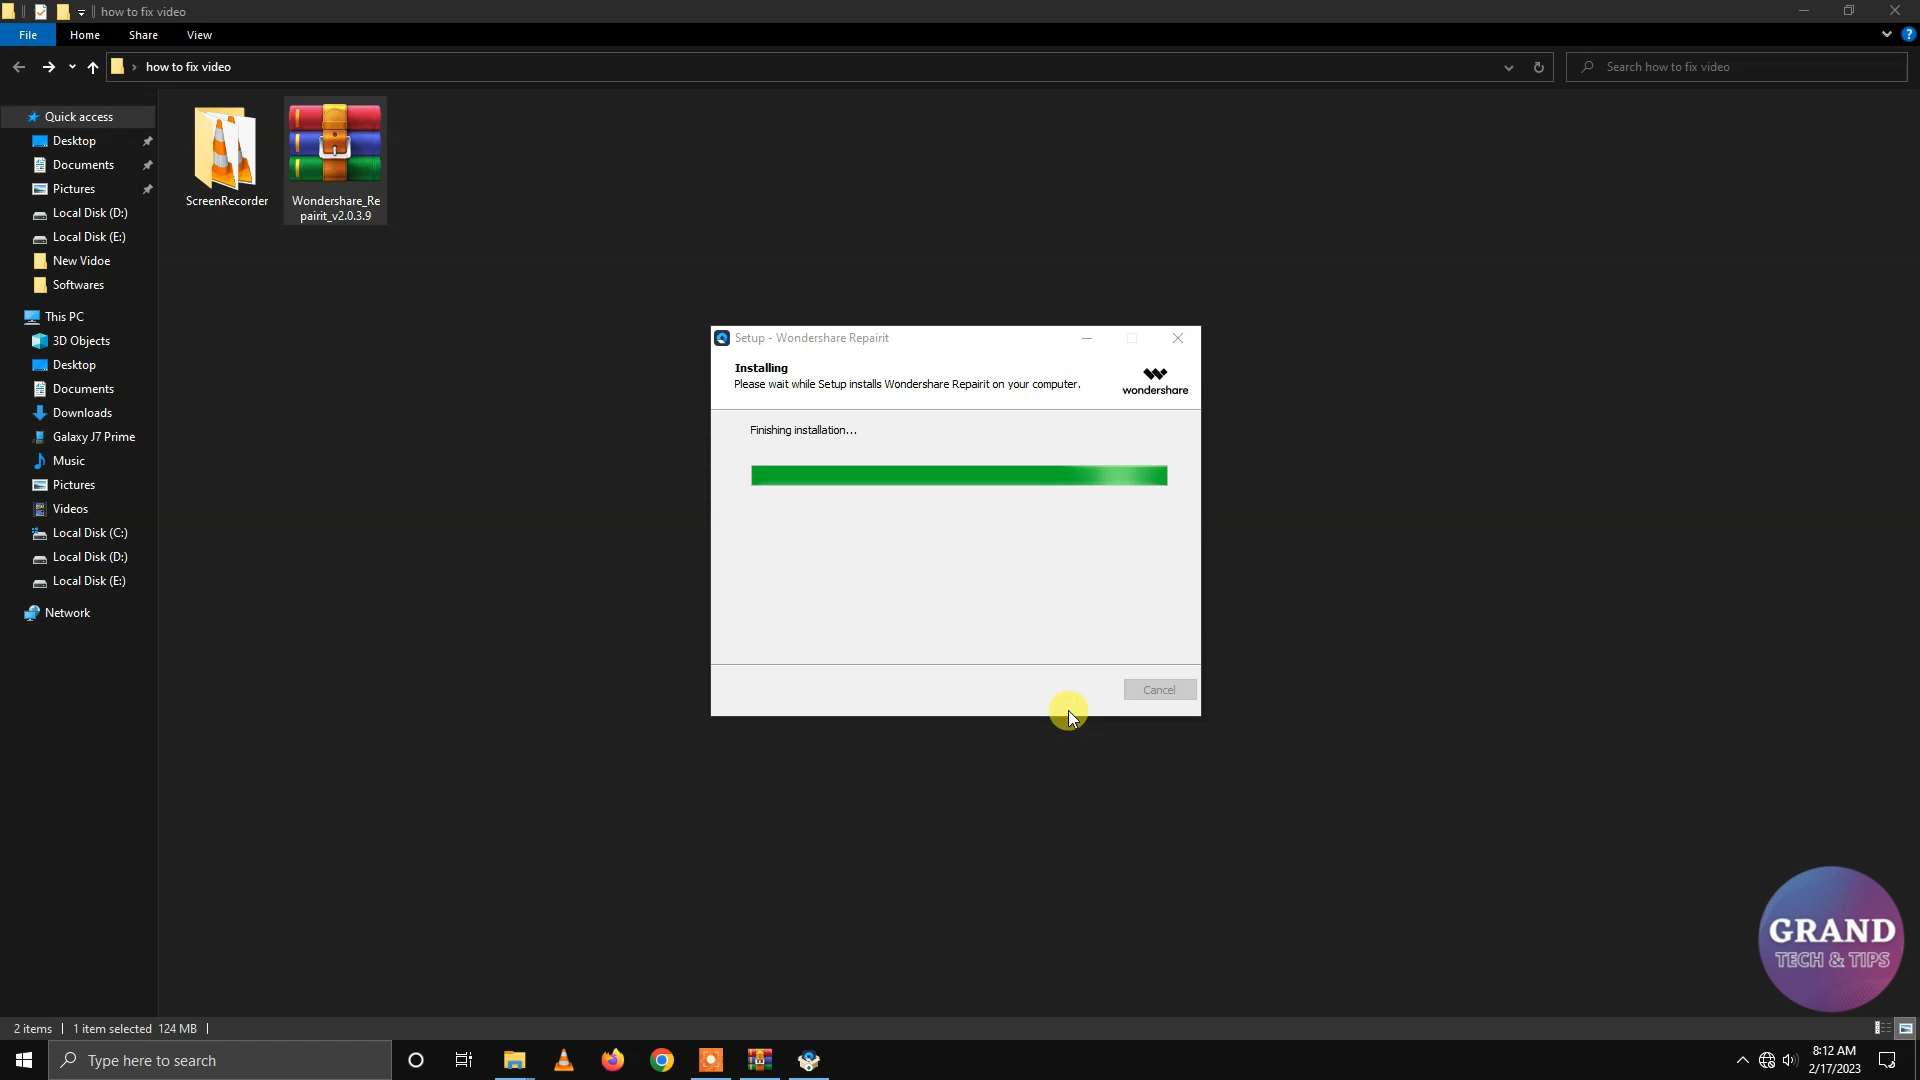 how to fix video
File
Home
Share
View
how to fix video
Search how to fix video
Quick access
Desktop
Documents
Pictures
Local Disk (D:)
Local Disk (E:)
New Vidoe
Softwares
This PC
3D Objects
Desktop
Documents
Downloads
Galaxy J7 Prime
Music
Pictures
Videos
Local Disk (C:)
Local Disk (D:)
Local Disk (E:)
Network
ScreenRecorder
Wondershare_Re
pairit_v2.0.3.9
Setup - Wondershare Repairit
Installing
Please wait while Setup installs Wondershare Repairit on your computer.
wondershare
Finishing installation...
Cancel
GRAND
TECH & TIPS
2 items
1 item selected 124 MB
Type here to search
8:12 AM
2/17/2023